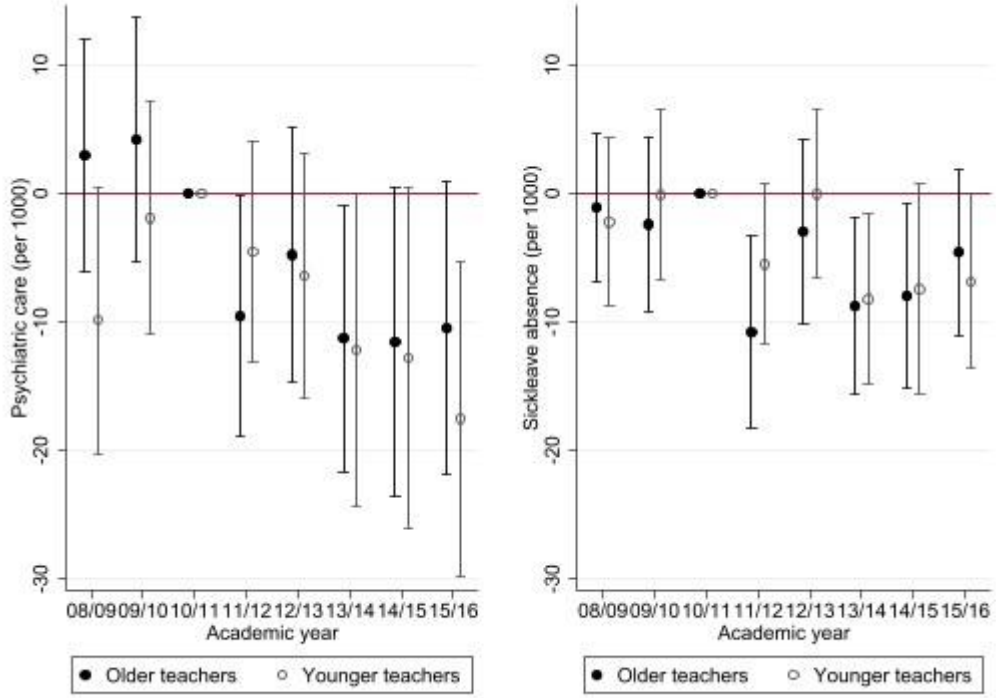 Psychiatric care (per 1000)
10
0
-10
-20
-30
08/09 09/10 10/11 11/12 12/13 13/14 14/15 15/16
Academic year
Older teachers Younger teachers
Sickleave absence (per 1000)
10
0
-10
-20
-30
08/09 09/10 10/11 11/12 12/13 13/14 14/15 15/16
Academic year
Older teachers Younger teachers